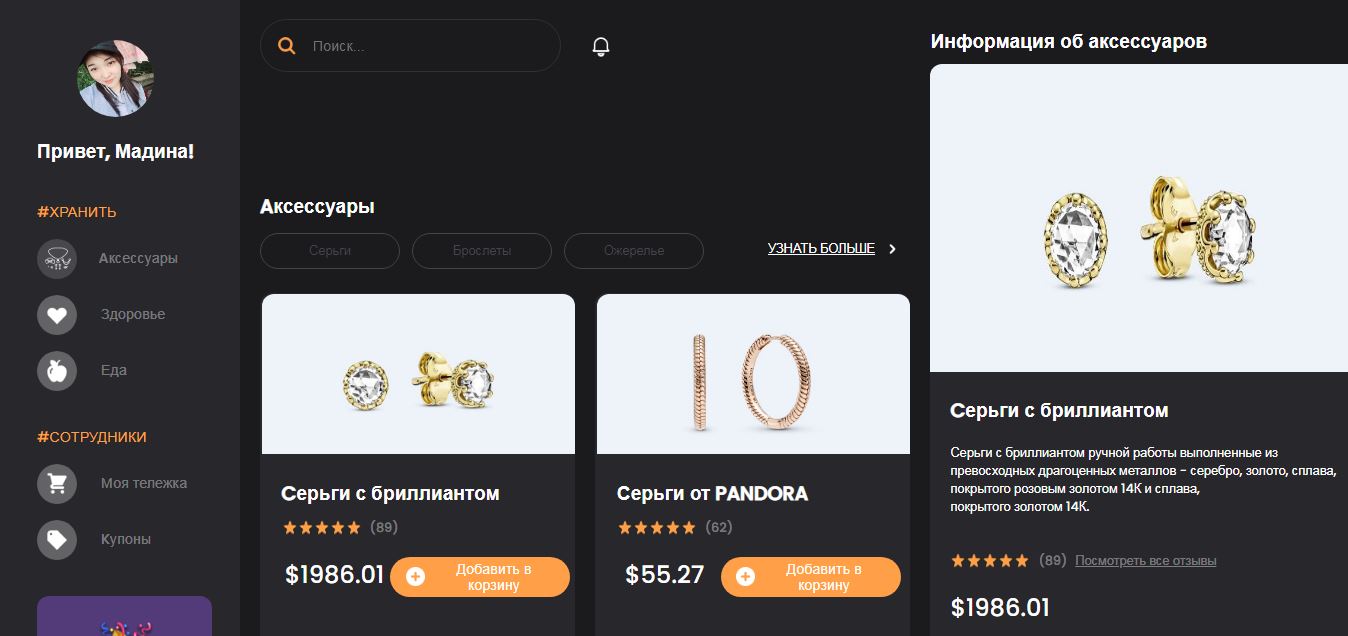 Привет, Мадина!
#ХРАНИТЬ
Аксессуары
Здоровье
Еда
#СОТРУДНИКИ
Моя тележка
Купоны
Поиск...
Аксессуары
Серьги
Брослеты
Ожерелье
УЗНАТЬ БОЛЬШЕ
Серьги с бриллиантом
(89)
$1986.01
Добавить в
корзину
Серьги от PANDORA
(62)
$55.27
Добавить в
корзину
Информация об аксессуаров
Серьги с бриллиантом
Серьги с бриллиантом ручной работы выполненные из
превосходных драгоценных металлов - серебро, золото, сплава,
покрытого розовым золотом 14К и сплава,
покрытого золотом 14К.
(89) Посмотреть все отзывы
$1986.01